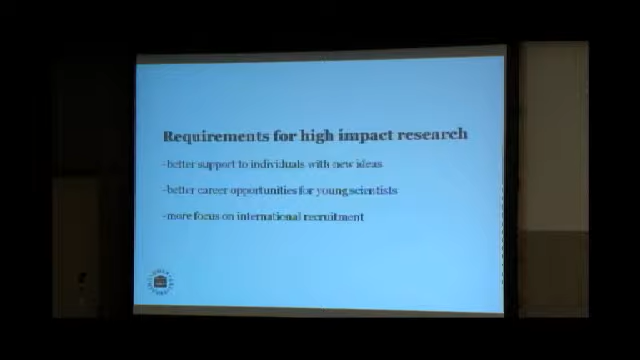 Requirements for high impact research
-better support to individuals with new ideas
-better career opportunities for young scientists
-more focus on international recruitment